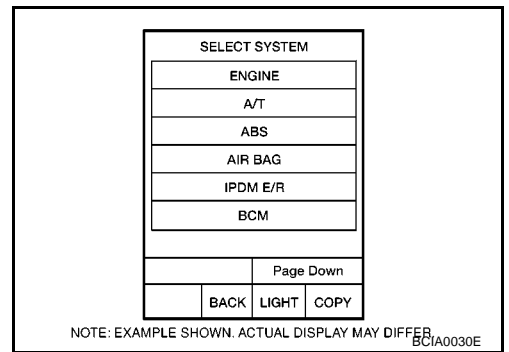 SELECT SYSTEM
ENGINE
A/T
ABS
AIR BAG
IPDM E/R
BCM
Page Down
BACK LIGHT COPY
NOTE: EXAMPLE SHOWN. ACTUAL DISPLAY MAY DIFFER.
BCIA0030E